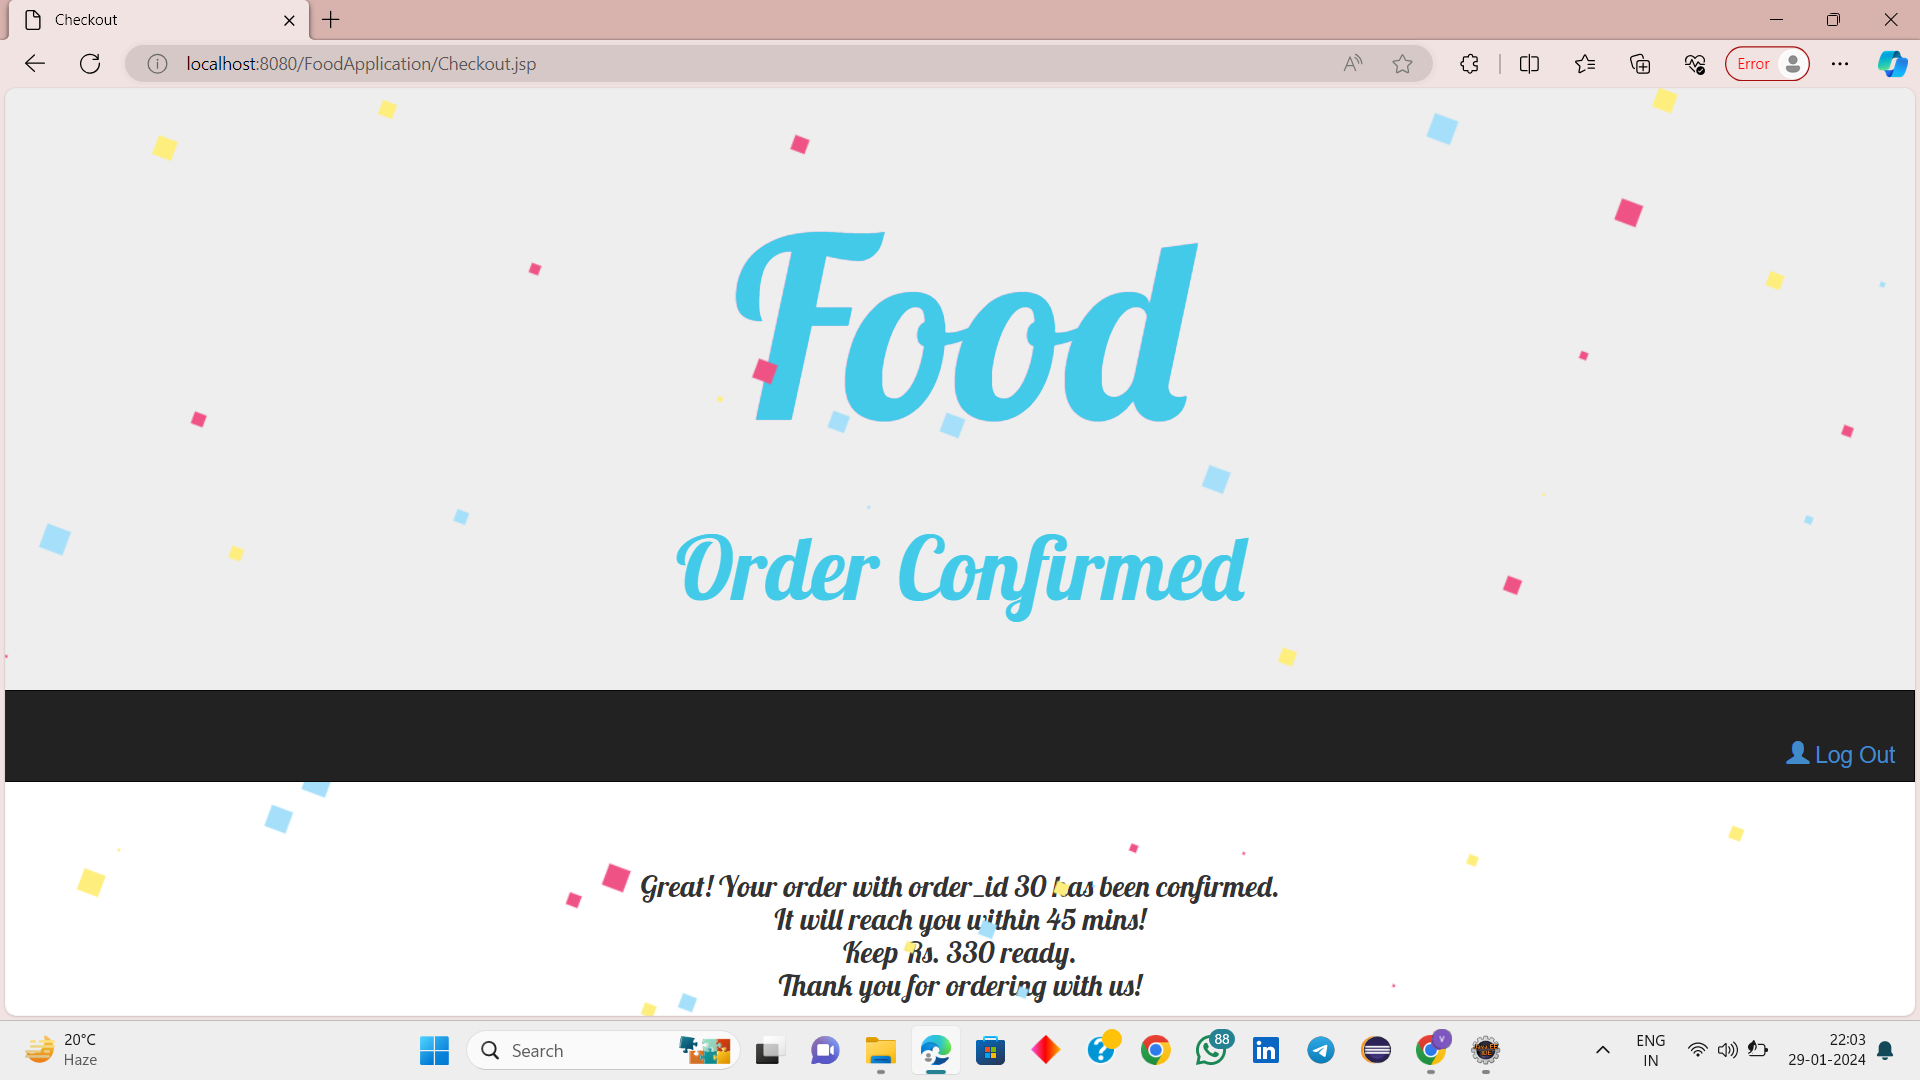 Checkout
localhost:8080/FoodApplication/Checkout.jsp
Error
Food
Order Confirmed
Log Out
Great! Your order with order_id 30 has been confirmed.
It will reach you within 45 mins!
Keep Rs. 330 ready.
Thank you for ordering with us!
20°C
Haze
Search
88
V
ENG
IN
22:03
29-01-2024